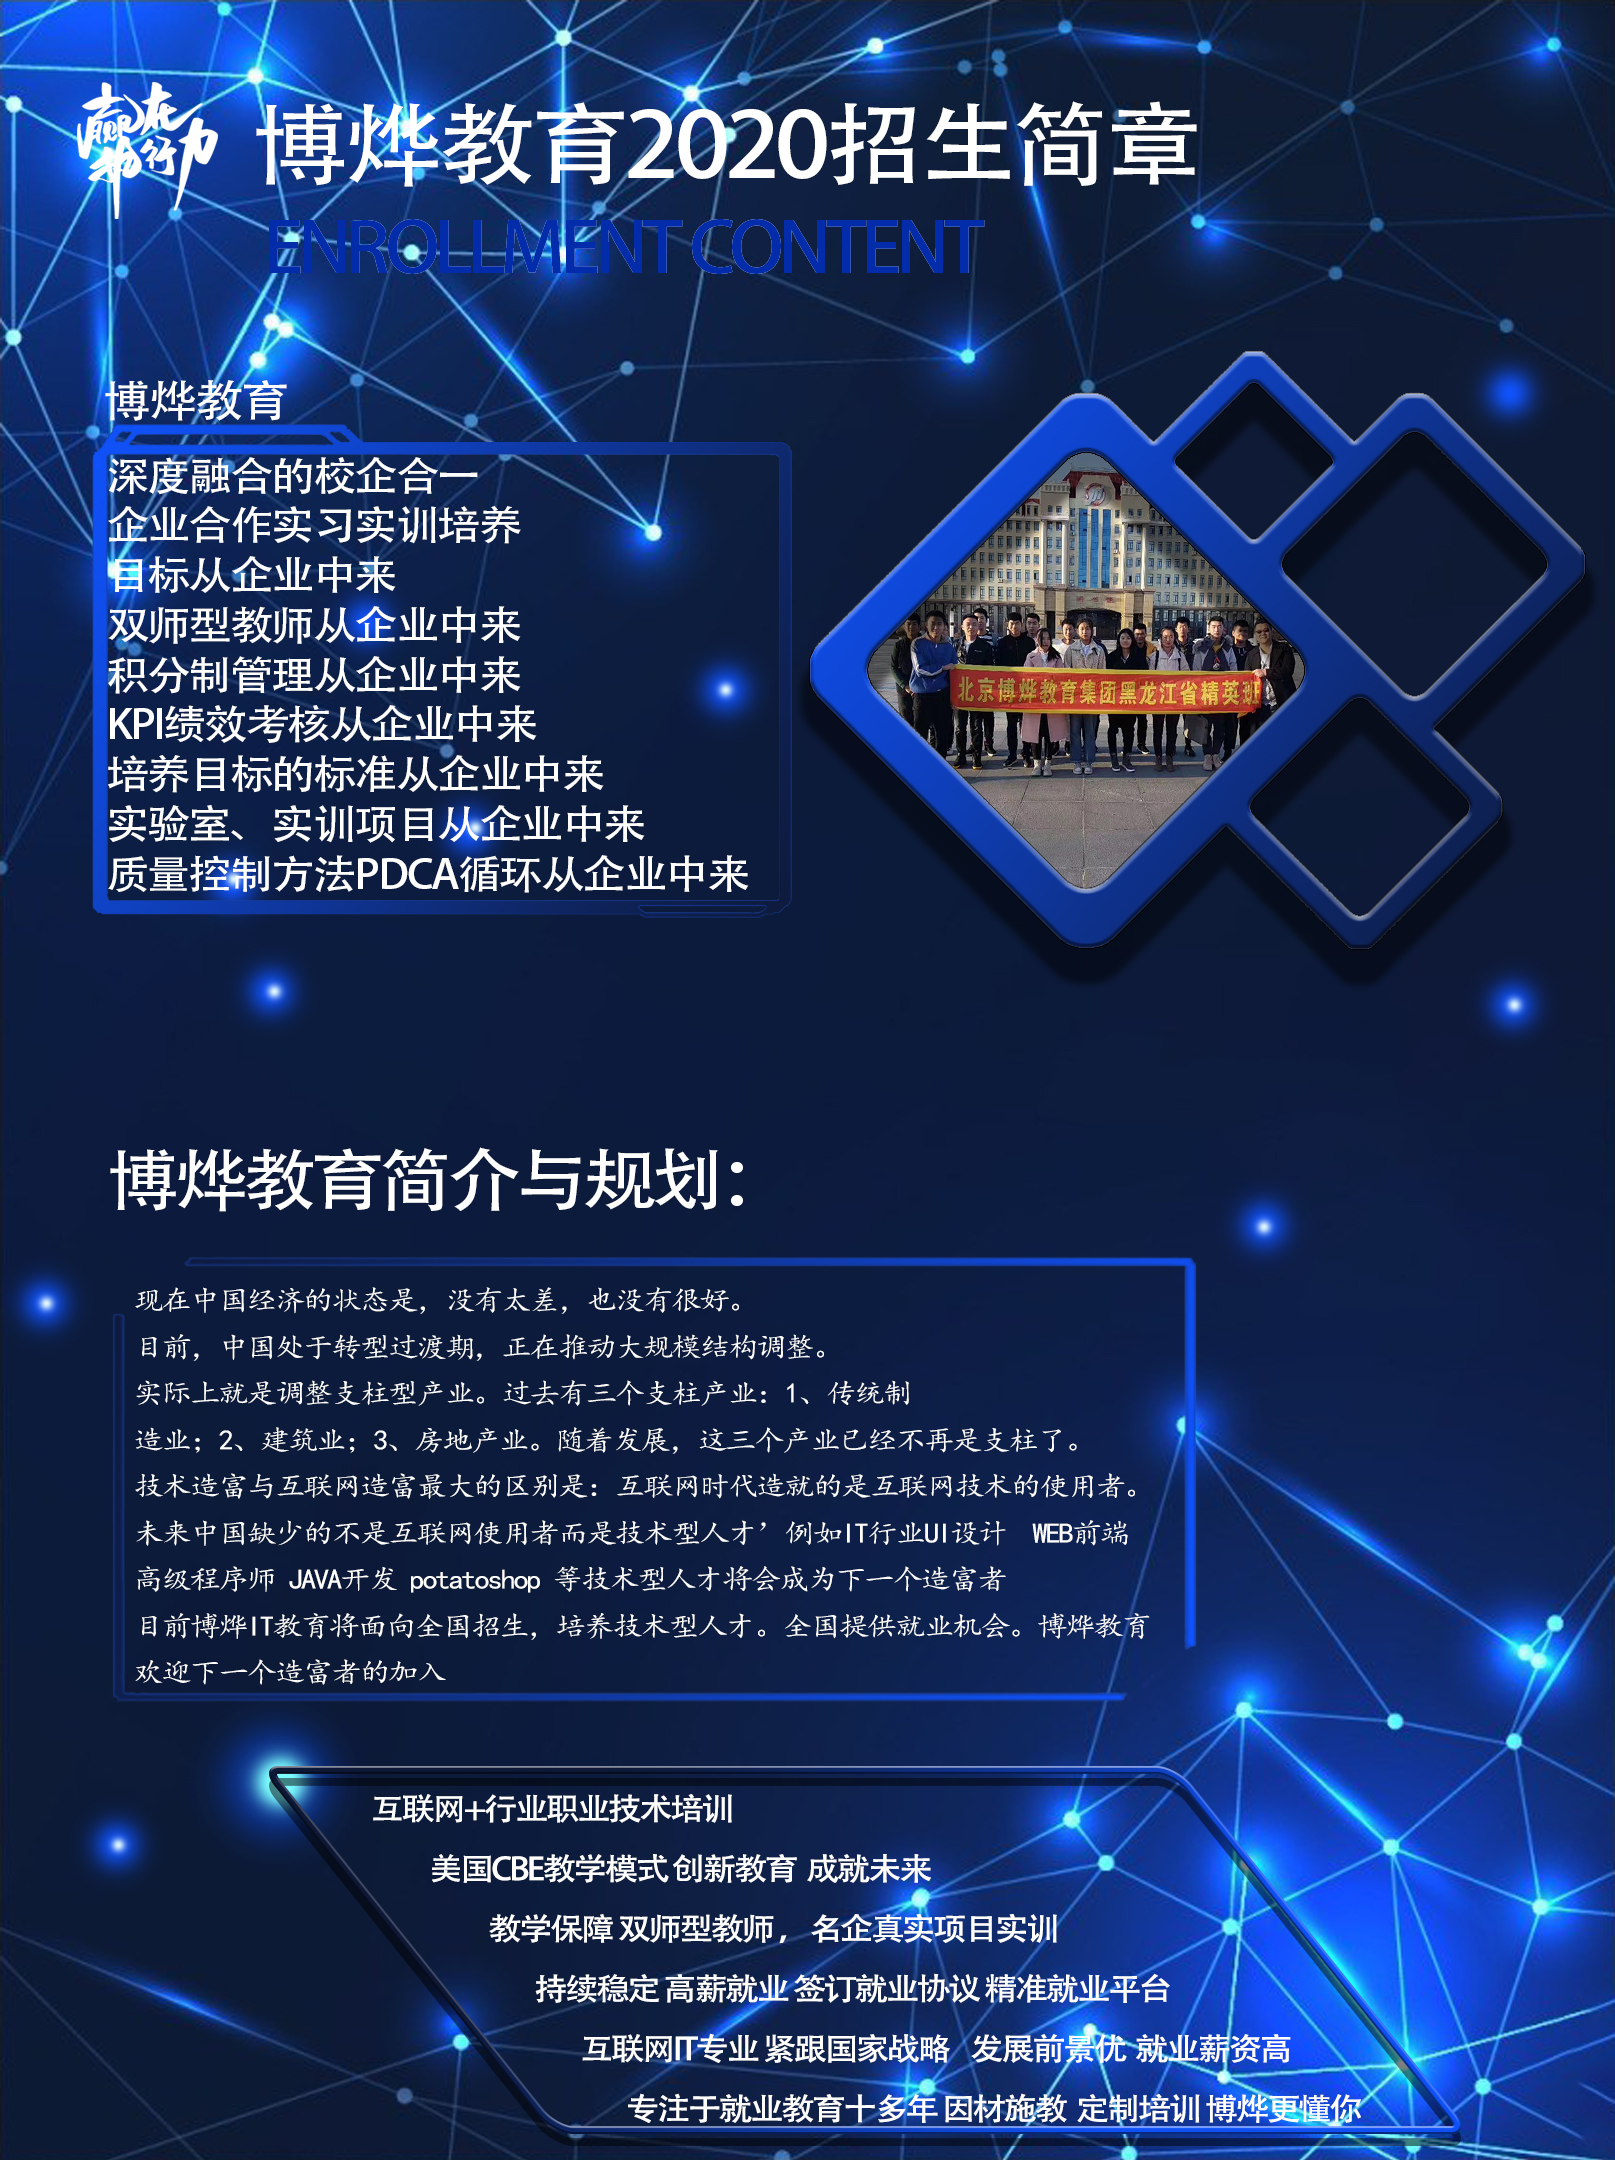 赢在执行力
博烨教育2020招生简章
ENROLLMENT CONTENT
博烨教育
深度融合的校企合一
企业合作实习实训培养
目标从企业中来
双师型教师从企业中来
积分制管理从企业中来
KPI绩效考核从企业中来
培养目标的标准从企业中来
实验室、实训项目从企业中来
质量控制方法PDCA循环从企业中来
北京博烨教育集团黑龙江省精英班
博烨教育简介与规划：
现在中国经济的状态是，没有太差，也没有很好。
目前，中国处于转型过渡期，正在推动大规模结构调整。
实际上就是调整支柱型产业。过去有三个支柱产业：1、传统制
造业；2、建筑业；3、房地产业。随着发展，这三个产业已经不再是支柱了。
技术造富与互联网造富最大的区别是：互联网时代造就的是互联网技术的使用者。
未来中国缺少的不是互联网使用者而是技术型人才’例如IT行业UI设计 WEB前端
高级程序师 JAVA开发 potatoshop 等技术型人才将会成为下一个造富者
目前博烨IT教育将面向全国招生，培养技术型人才。全国提供就业机会。博烨教育
欢迎下一个造富者的加入
互联网+行业职业技术培训
美国CBE教学模式 创新教育 成就未来
教学保障 双师型教师，名企真实项目实训
持续稳定 高薪就业 签订就业协议 精准就业平台
互联网IT专业 紧跟国家战略 发展前景优 就业薪资高
专注于就业教育十多年 因材施教 定制培训 博烨更懂你